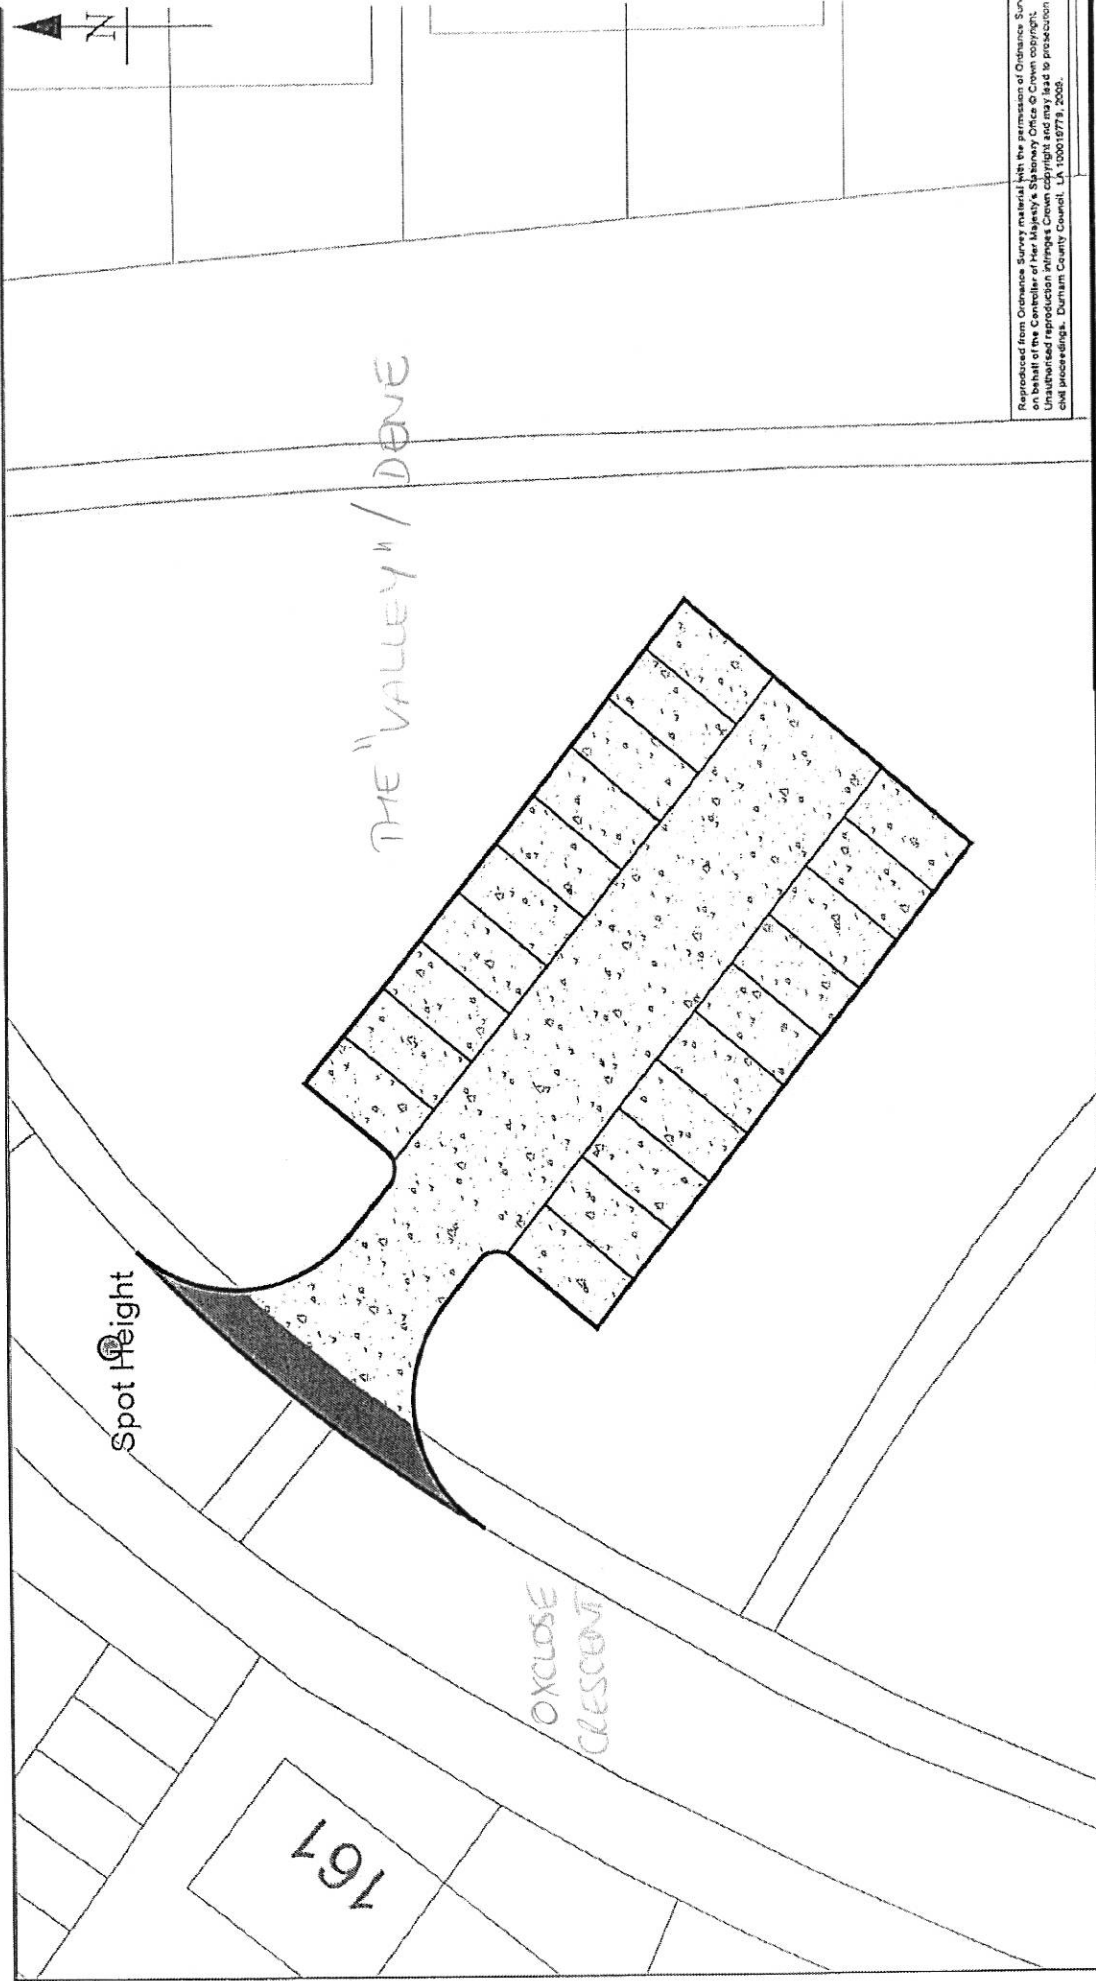 N
Spot Height
THE "VALLEY" / DENE
OXCLOSE
CRESCENT
161
Reproduced from Ordnance Survey material with the permission of Ordnance Sur
on behalf of the Controller of Her Majesty's Stationary Office © Crown copyright.
Unauthorised reproduction infringes Crown copyright and may lead to prosecution
civil proceedings. Durham County Council. LA 100019779, 2009.